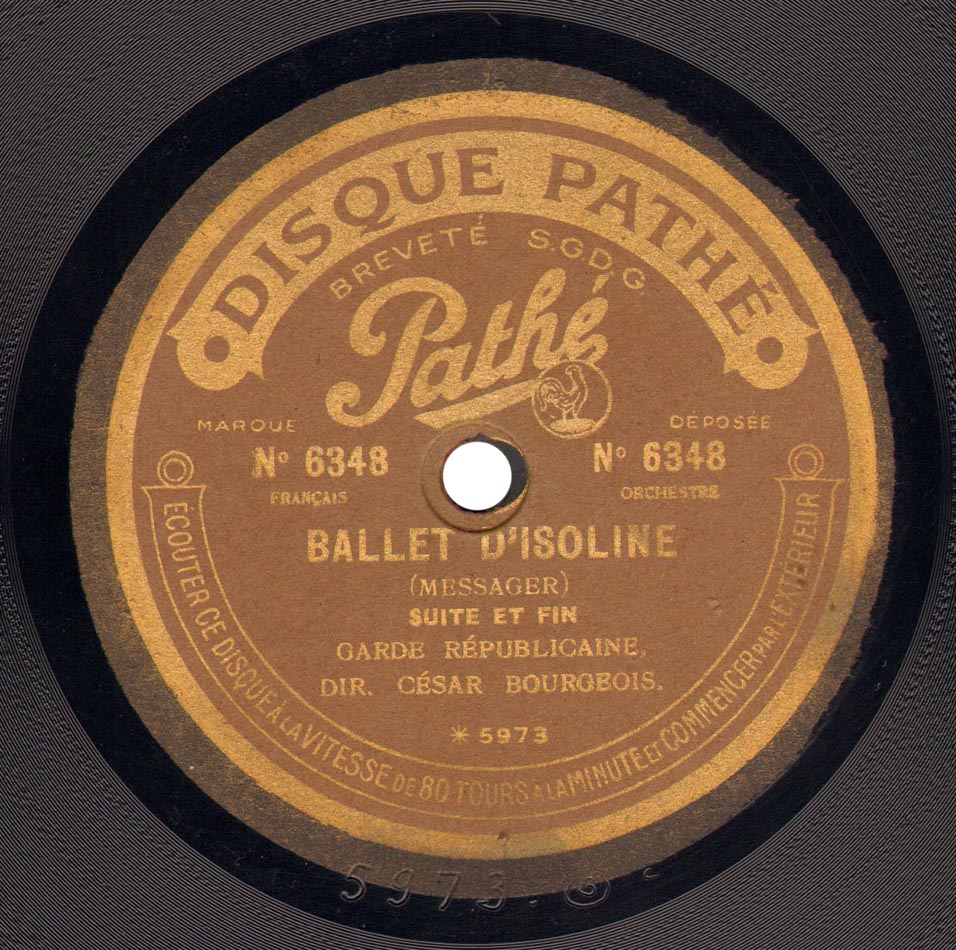 DISQUE PATHÉ
BREVETÉ S.G.D.G
Pathé
MARQUE DÉPOSÉE
Nº 6348 Nº 6348
FRANÇAIS ORCHESTRE
BALLET D'ISOLINE
(MESSAGER)
SUITE ET FIN
GARDE RÉPUBLICAINE,
DIR. CÉSAR BOURGEOIS.
* 5973
ÉCOUTER CE DISQUE À LA VITESSE DE 80 TOURS À LA MINUTE ET COMMENCER PAR L'EXTÉRIEUR
5973.